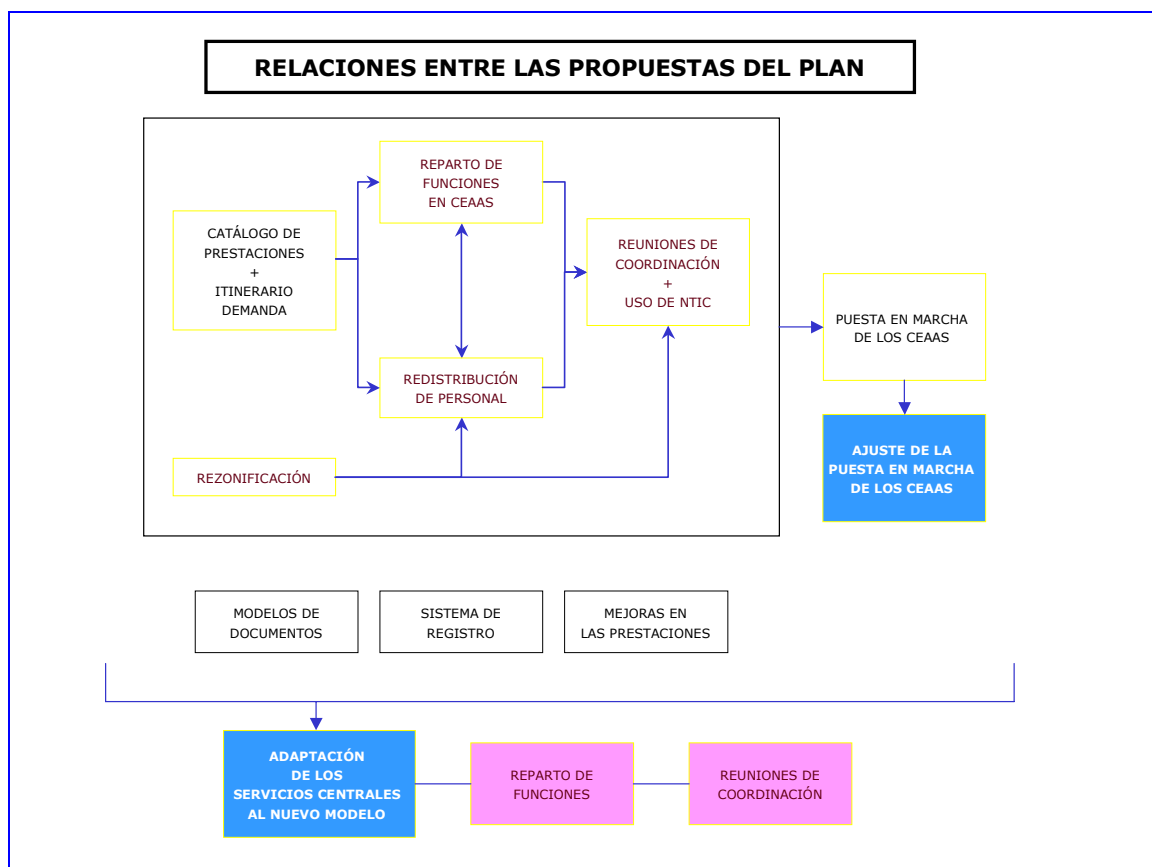 RELACIONES ENTRE LAS PROPUESTAS DEL PLAN
REPARTO DE
FUNCIONES
EN CEAAS
CATÁLOGO DE
PRESTACIONES
+
ITINERARIO
DEMANDA
REUNIONES DE
COORDINACIÓN
+
USO DE NTIC
PUESTA EN MARCHA
DE LOS CEAAS
REDISTRIBUCIÓN
DE PERSONAL
REZONIFICACIÓN
AJUSTE DE LA
PUESTA EN MARCHA
DE LOS CEAAS
MODELOS DE
DOCUMENTOS
SISTEMA DE
REGISTRO
MEJORAS EN
LAS PRESTACIONES
ADAPTACIÓN
DE LOS
SERVICIOS CENTRALES
AL NUEVO MODELO
REPARTO DE
FUNCIONES
REUNIONES DE
COORDINACIÓN